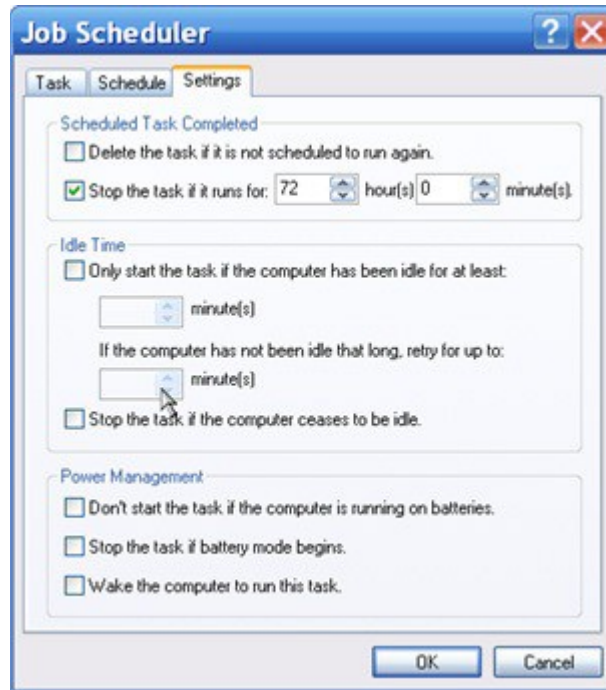 Job Scheduler
Task Schedule Settings
Scheduled Task Completed
Delete the task if it is not scheduled to run again.
Stop the task if it runs for: 72 hour(s) 0 minute(s).
Idle Time
Only start the task if the computer has been idle for at least:
minute(s)
If the computer has not been idle that long, retry for up to:
minute(s)
Stop the task if the computer ceases to be idle.
Power Management
Don't start the task if the computer is running on batteries.
Stop the task if battery mode begins.
Wake the computer to run this task.
OK Cancel